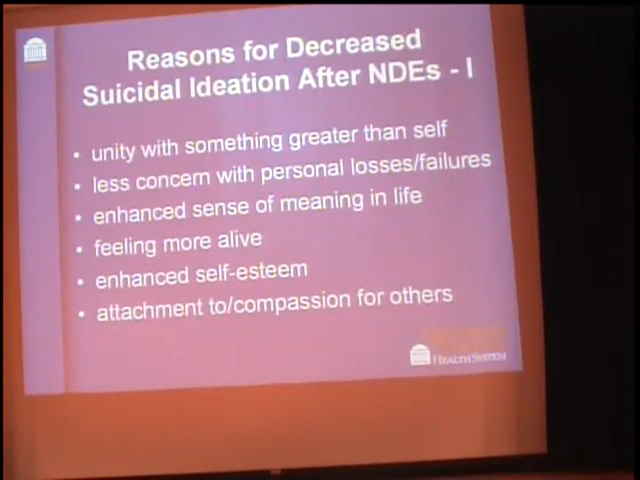 Reasons for Decreased
Suicidal Ideation After NDEs - I
• unity with something greater than self
• less concern with personal losses/failures
• enhanced sense of meaning in life
• feeling more alive
• enhanced self-esteem
• attachment to/compassion for others
HEALTH SYSTEM